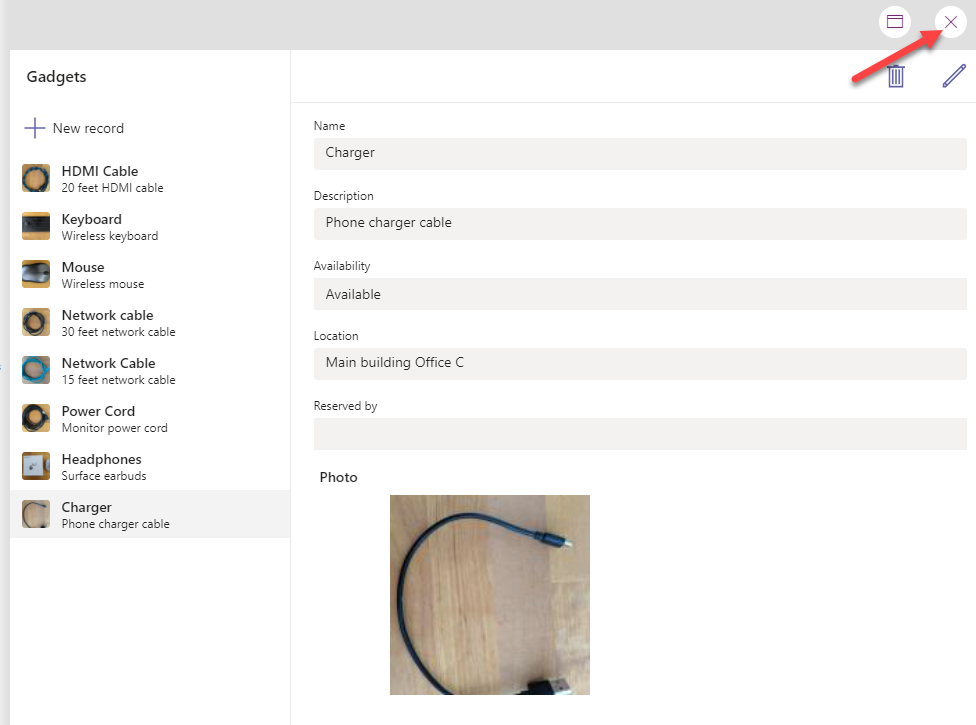 Gadgets
New record
HDMI Cable
20 feet HDMI cable
Keyboard
Wireless keyboard
Mouse
Wireless mouse
Network cable
30 feet network cable
Network Cable
15 feet network cable
Power Cord
Monitor power cord
Headphones
Surface earbuds
Charger
Phone charger cable
Name
Charger
Description
Phone charger cable
Availability
Available
Location
Main building Office C
Reserved by
Photo